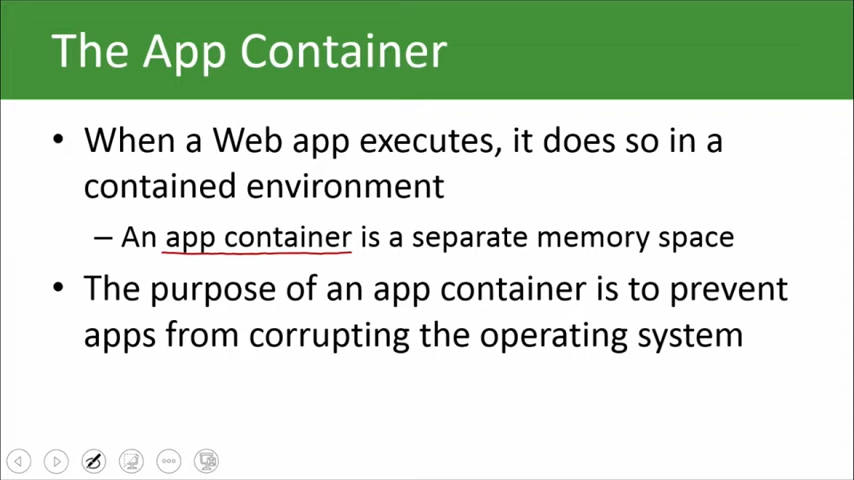 The App Container
• When a Web app executes, it does so in a
contained environment
– An app container is a separate memory space
• The purpose of an app container is to prevent
apps from corrupting the operating system